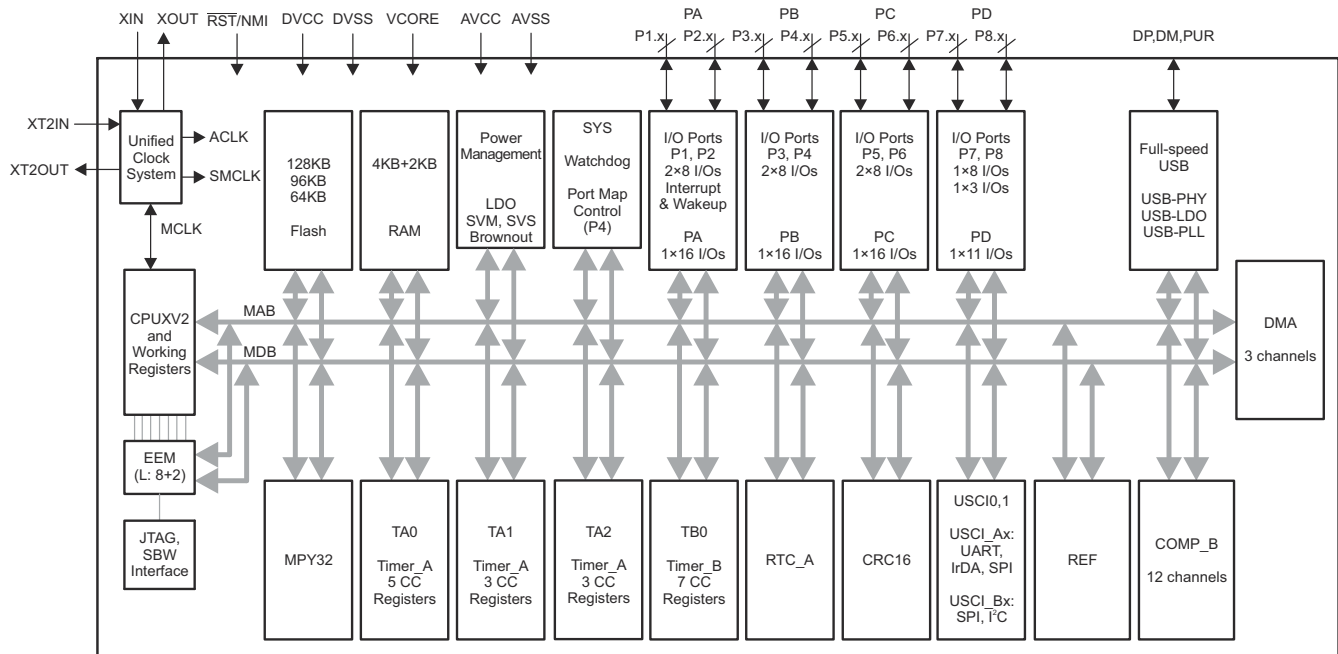 XIN XOUT RST/NMI DVCC DVSS VCORE AVCC AVSS
PA PB PC PD
P1.x P2.x P3.x P4.x P5.x P6.x P7.x P8.x
DP,DM,PUR
XT2IN
XT2OUT
Unified
Clock
System
ACLK
SMCLK
MCLK
128KB
96KB
64KB
Flash
4KB+2KB
RAM
Power
Management
LDO
SVM, SVS
Brownout
SYS
Watchdog
Port Map
Control
(P4)
I/O Ports
P1, P2
2×8 I/Os
Interrupt
& Wakeup
PA
1×16 I/Os
I/O Ports
P3, P4
2×8 I/Os
PB
1×16 I/Os
I/O Ports
P5, P6
2×8 I/Os
PC
1×16 I/Os
I/O Ports
P7, P8
1×8 I/Os
1×3 I/Os
PD
1×11 I/Os
Full-speed
USB
USB-PHY
USB-LDO
USB-PLL
CPUXV2
and
Working
Registers
MAB
MDB
DMA
3 channels
EEM
(L: 8+2)
JTAG,
SBW
Interface
MPY32
TA0
Timer_A
5 CC
Registers
TA1
Timer_A
3 CC
Registers
TA2
Timer_A
3 CC
Registers
TB0
Timer_B
7 CC
Registers
RTC_A
CRC16
USCI0,1
USCI_Ax:
UART,
IrDA, SPI
USCI_Bx:
SPI, I²C
REF
COMP_B
12 channels